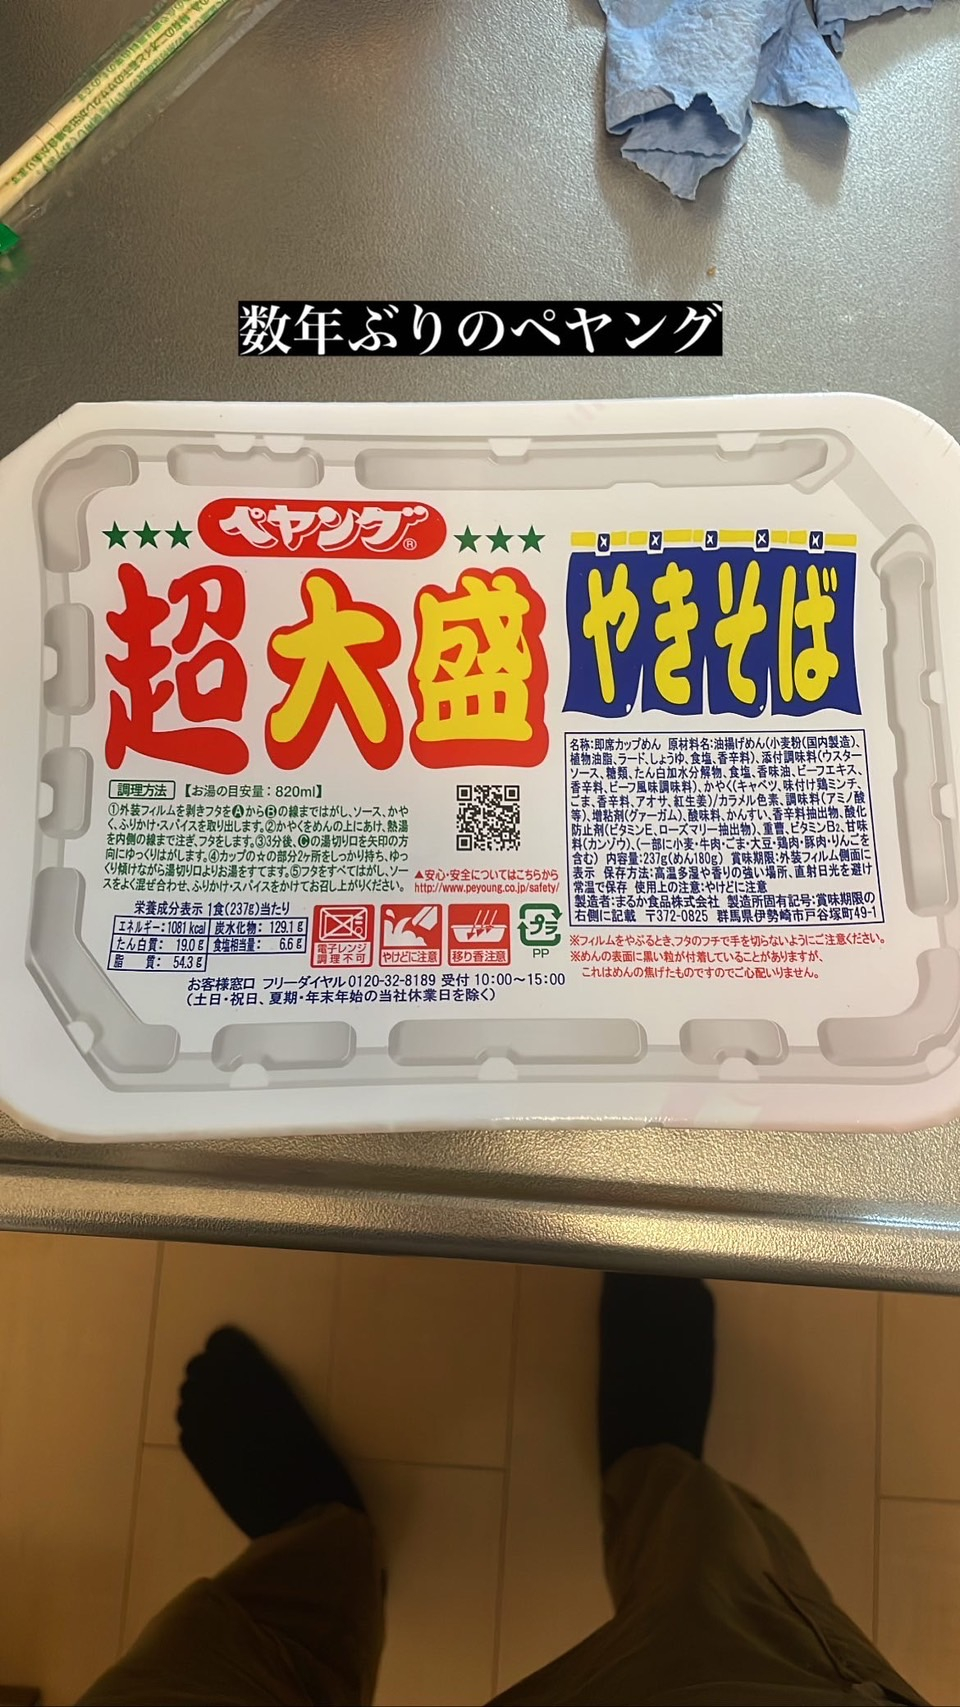 数年ぶりのペヤング
★★★ペヤング®★★★
超大盛
やきそば
調理方法 【お湯の目安量：820ml】
①外装フィルムを剥きフタをAからBの線まではがし、ソース、かや
く、ふりかけ・スパイスを取り出します。②かやくをめんの上にあけ、熱湯
を内側の線まで注ぎ、フタをします。③3分後、Cの湯切り口を矢印の方
向にゆっくりはがします。④カップの☆の部分2ヶ所をしっかり持ち、ゆっ
くり傾けながら湯切り口よりお湯をすてます。⑤フタをすべてはがし、ソー
スをよく混ぜ合わせ、ふりかけ・スパイスをかけてお召し上がりください。
▲安心・安全についてはこちらから
http://www.peyoung.co.jp/safety/
栄養成分表示 1食(237g)当たり
エネルギー：1081kcal 炭水化物：129.1g
たん白質： 19.0g 食塩相当量： 6.6g
脂 質： 54.3g
電子レンジ
調理不可
やけどに注意
移り香注意
プラ
PP
お客様窓口 フリーダイヤル0120-32-8189 受付 10:00～15:00
（土日・祝日、夏期・年末年始の当社休業日を除く）
名称：即席カップめん 原材料名：油揚げめん（小麦粉（国内製造）、
植物油脂、ラード、しょうゆ、食塩、香辛料）、添付調味料（ウスター
ソース、糖類、たん白加水分解物、食塩、香味油、ビーフエキス、
香辛料、ビーフ風味調味料）、かやく（キャベツ、味付け鶏ミンチ、
ごま、香辛料、アオサ、紅生姜）/カラメル色素、調味料（アミノ酸
等）、増粘剤（グァーガム）、酸味料、かんすい、香辛料抽出物、酸化
防止剤（ビタミンE、ローズマリー抽出物）、重曹、ビタミンB2、甘味
料（カンゾウ）、（一部に小麦・牛肉・ごま・大豆・鶏肉・豚肉・りんごを
含む） 内容量：237g(めん180g) 賞味期限：外装フィルム側面に
表示 保存方法：高温多湿や香りの強い場所、直射日光を避け
常温で保存 使用上の注意：やけどに注意
製造者：まるか食品株式会社 製造所固有記号：賞味期限の
右側に記載 〒372-0825 群馬県伊勢崎市戸谷塚町49-1
※フィルムをやぶるとき、フタのフチで手を切らないようにご注意ください。
※めんの表面に黒い粒が付着していることがありますが、
これはめんの焦げたものですのでご心配いりません。